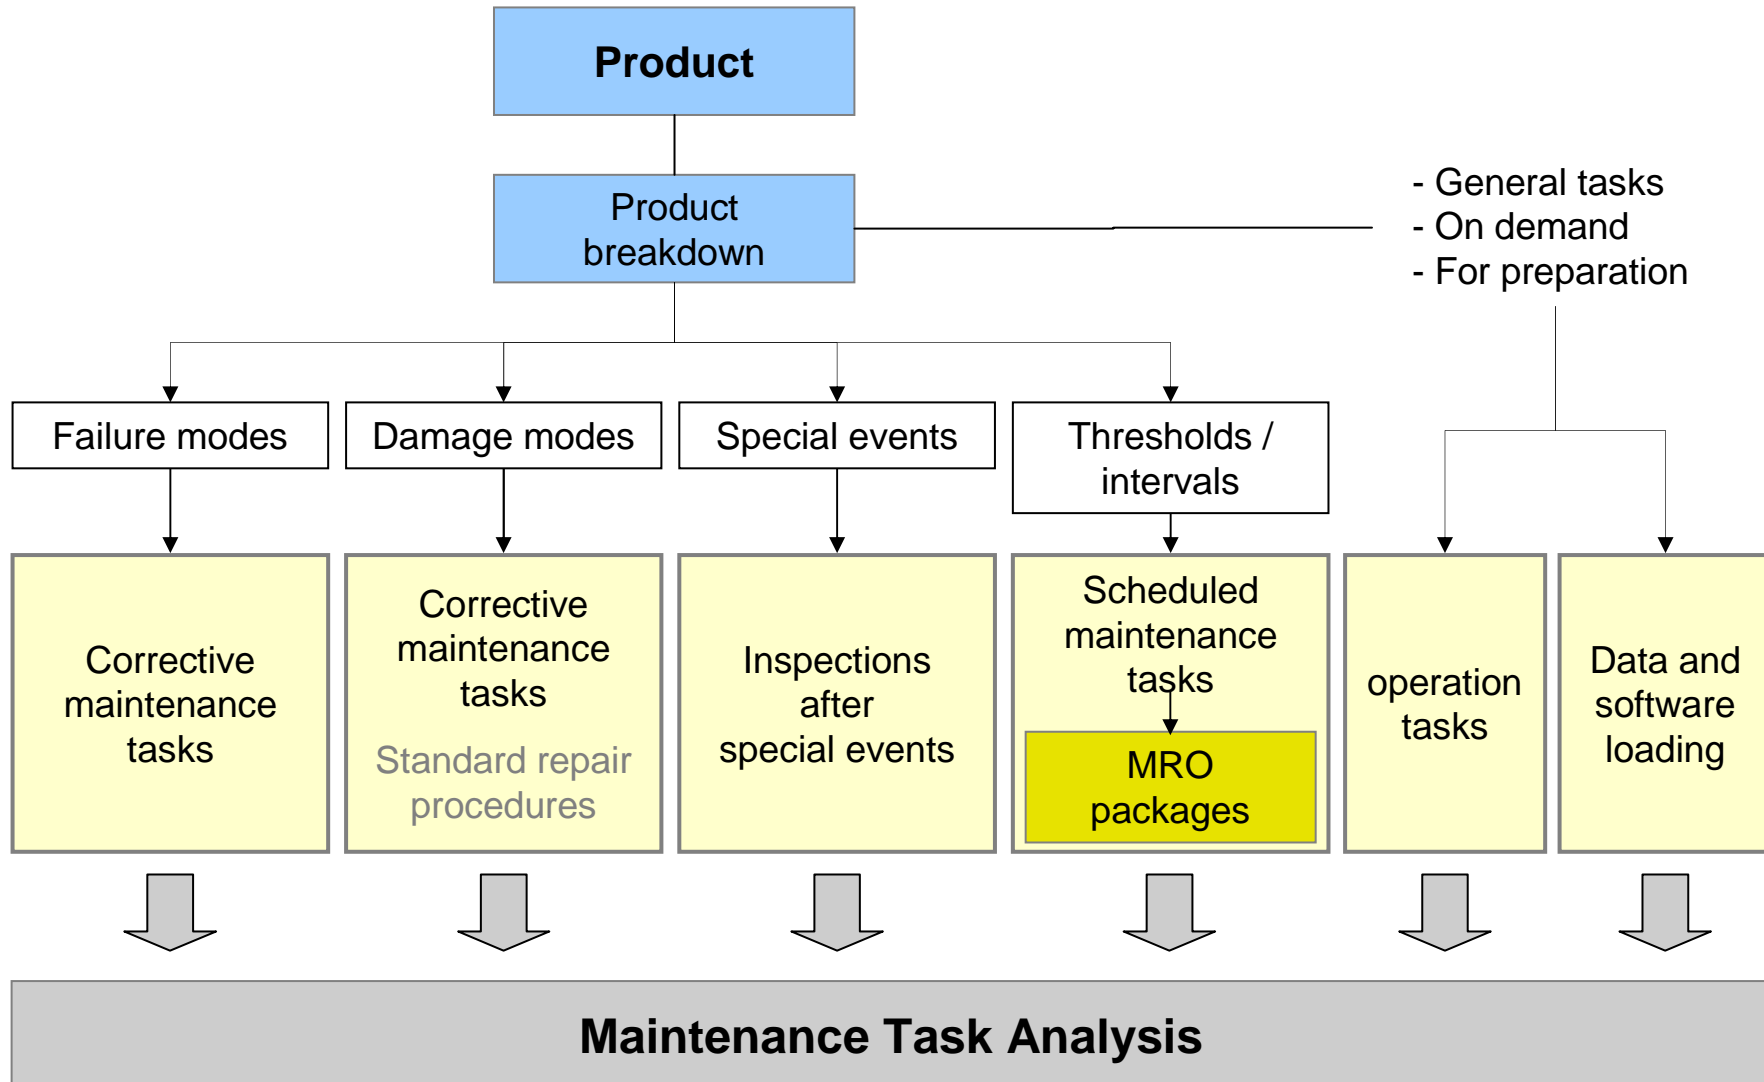 Product
Product
breakdown
- General tasks
- On demand
- For preparation
Failure modes
Damage modes
Special events
Thresholds /
intervals
Corrective
maintenance
tasks
Corrective
maintenance
tasks
Standard repair
procedures
Inspections
after
special events
Scheduled
maintenance
tasks
MRO
packages
operation
tasks
Data and
software
loading
Maintenance Task Analysis